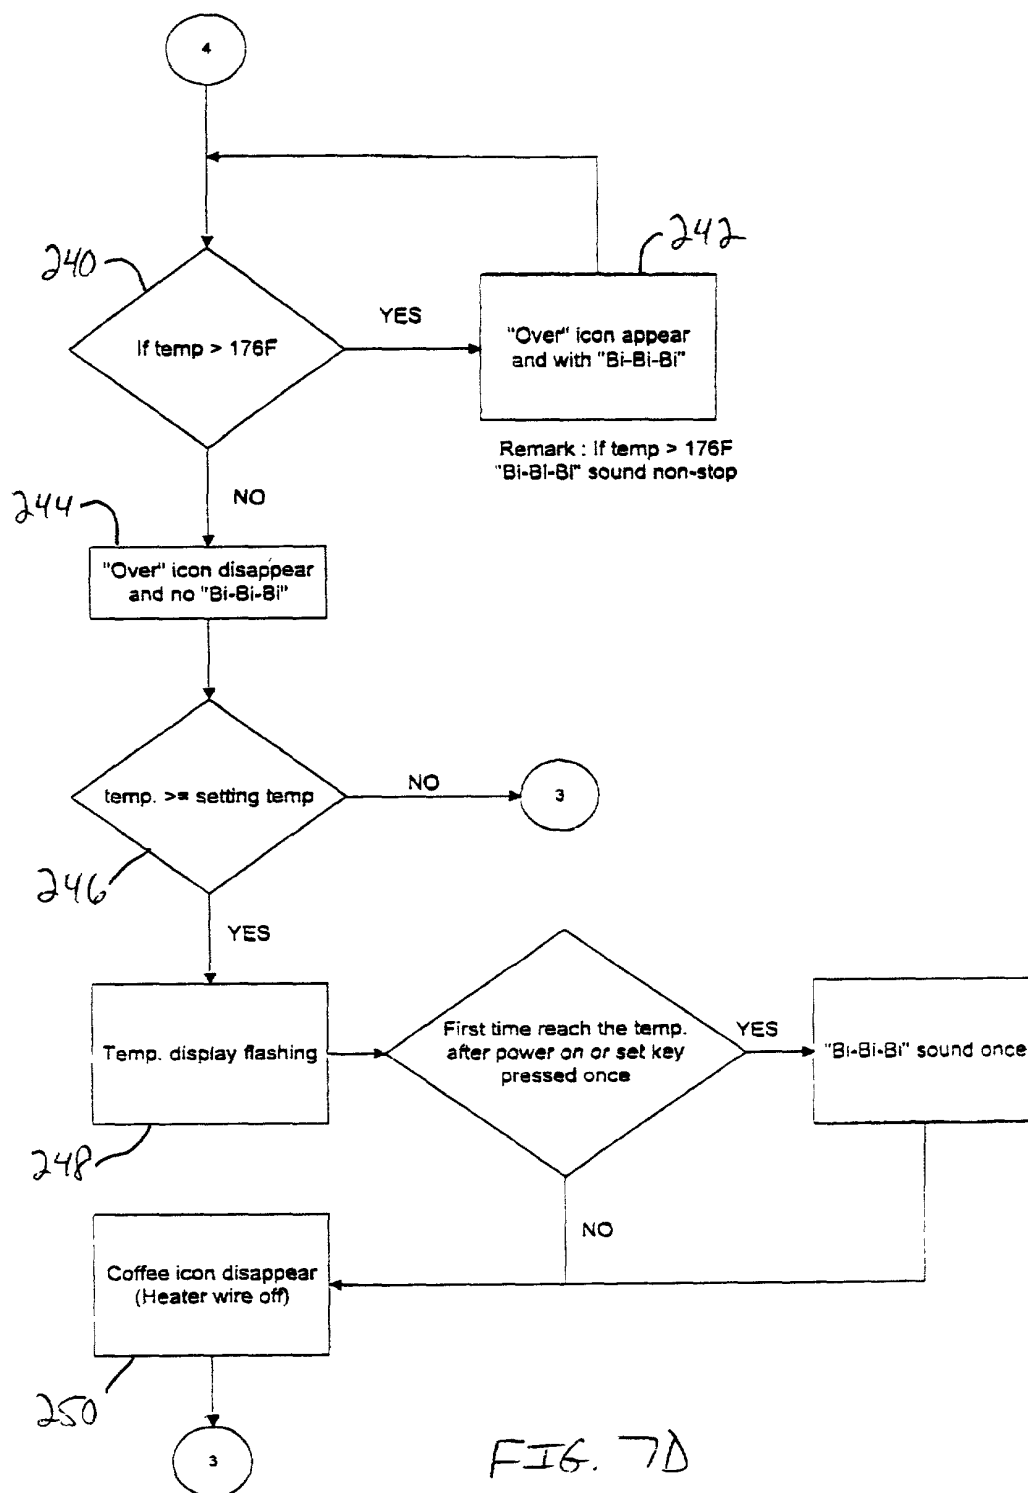 4
242
240
YES
If temp > 176F
"Over" icon appear
and with "Bi-Bi-Bi"
Remark : If temp > 176F
"Bi-Bi-Bi" sound non-stop
NO
244
"Over" icon disappear
and no "Bi-Bi-Bi"
temp. >= setting temp
NO
3
246
YES
First time reach the temp.
after power on or set key
pressed once
YES
Temp. display flashing
"Bi-Bi-Bi" sound once
248
NO
Coffee icon disappear
(Heater wire off)
250
3
FIG. 7D